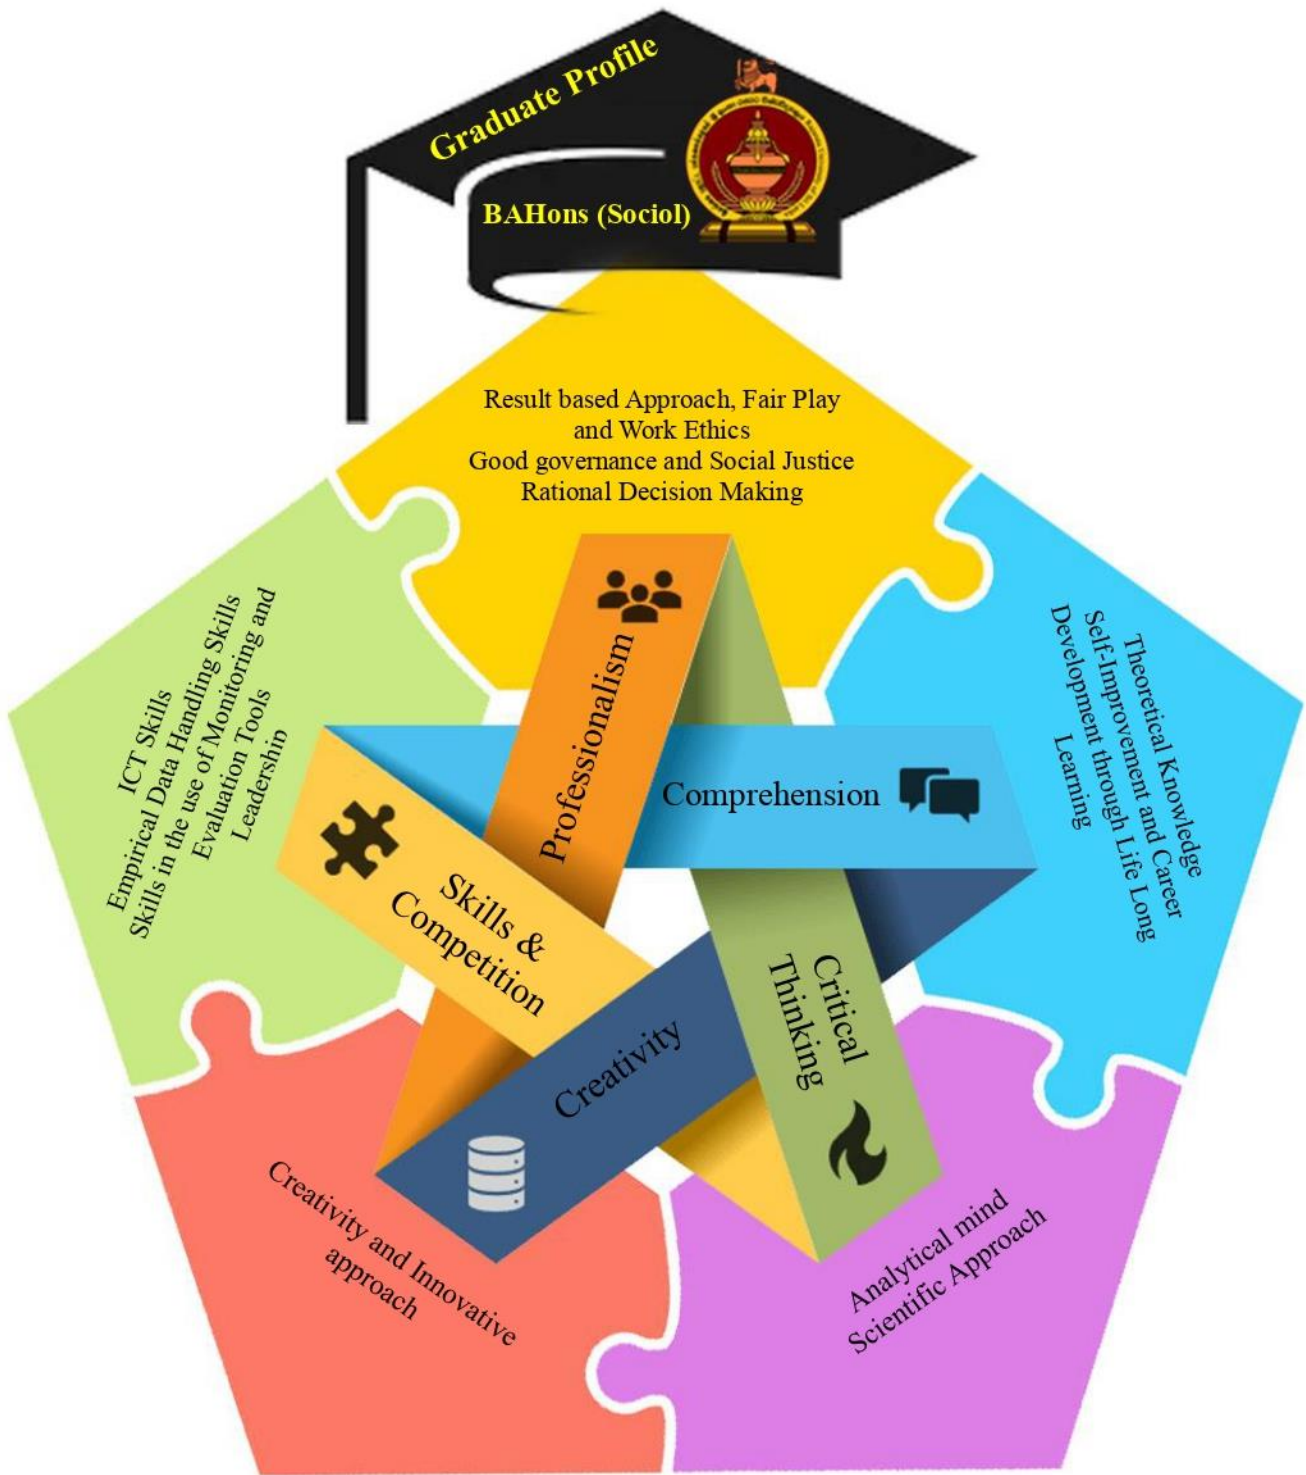 Graduate Profile
BAHons (Sociol)
Result based Approach, Fair Play
and Work Ethics
Good governance and Social Justice
Rational Decision Making
ICT Skills
Empirical Data Handling Skills
Skills in the use of Monitoring and
Evaluation Tools
Leadership
Theoretical Knowledge
Self-Improvement and Career
Development through Life Long
Learning
Professionalism
Comprehension
Skills &
Competition
Critical
Thinking
Creativity
Creativity and Innovative
approach
Analytical mind
Scientific Approach